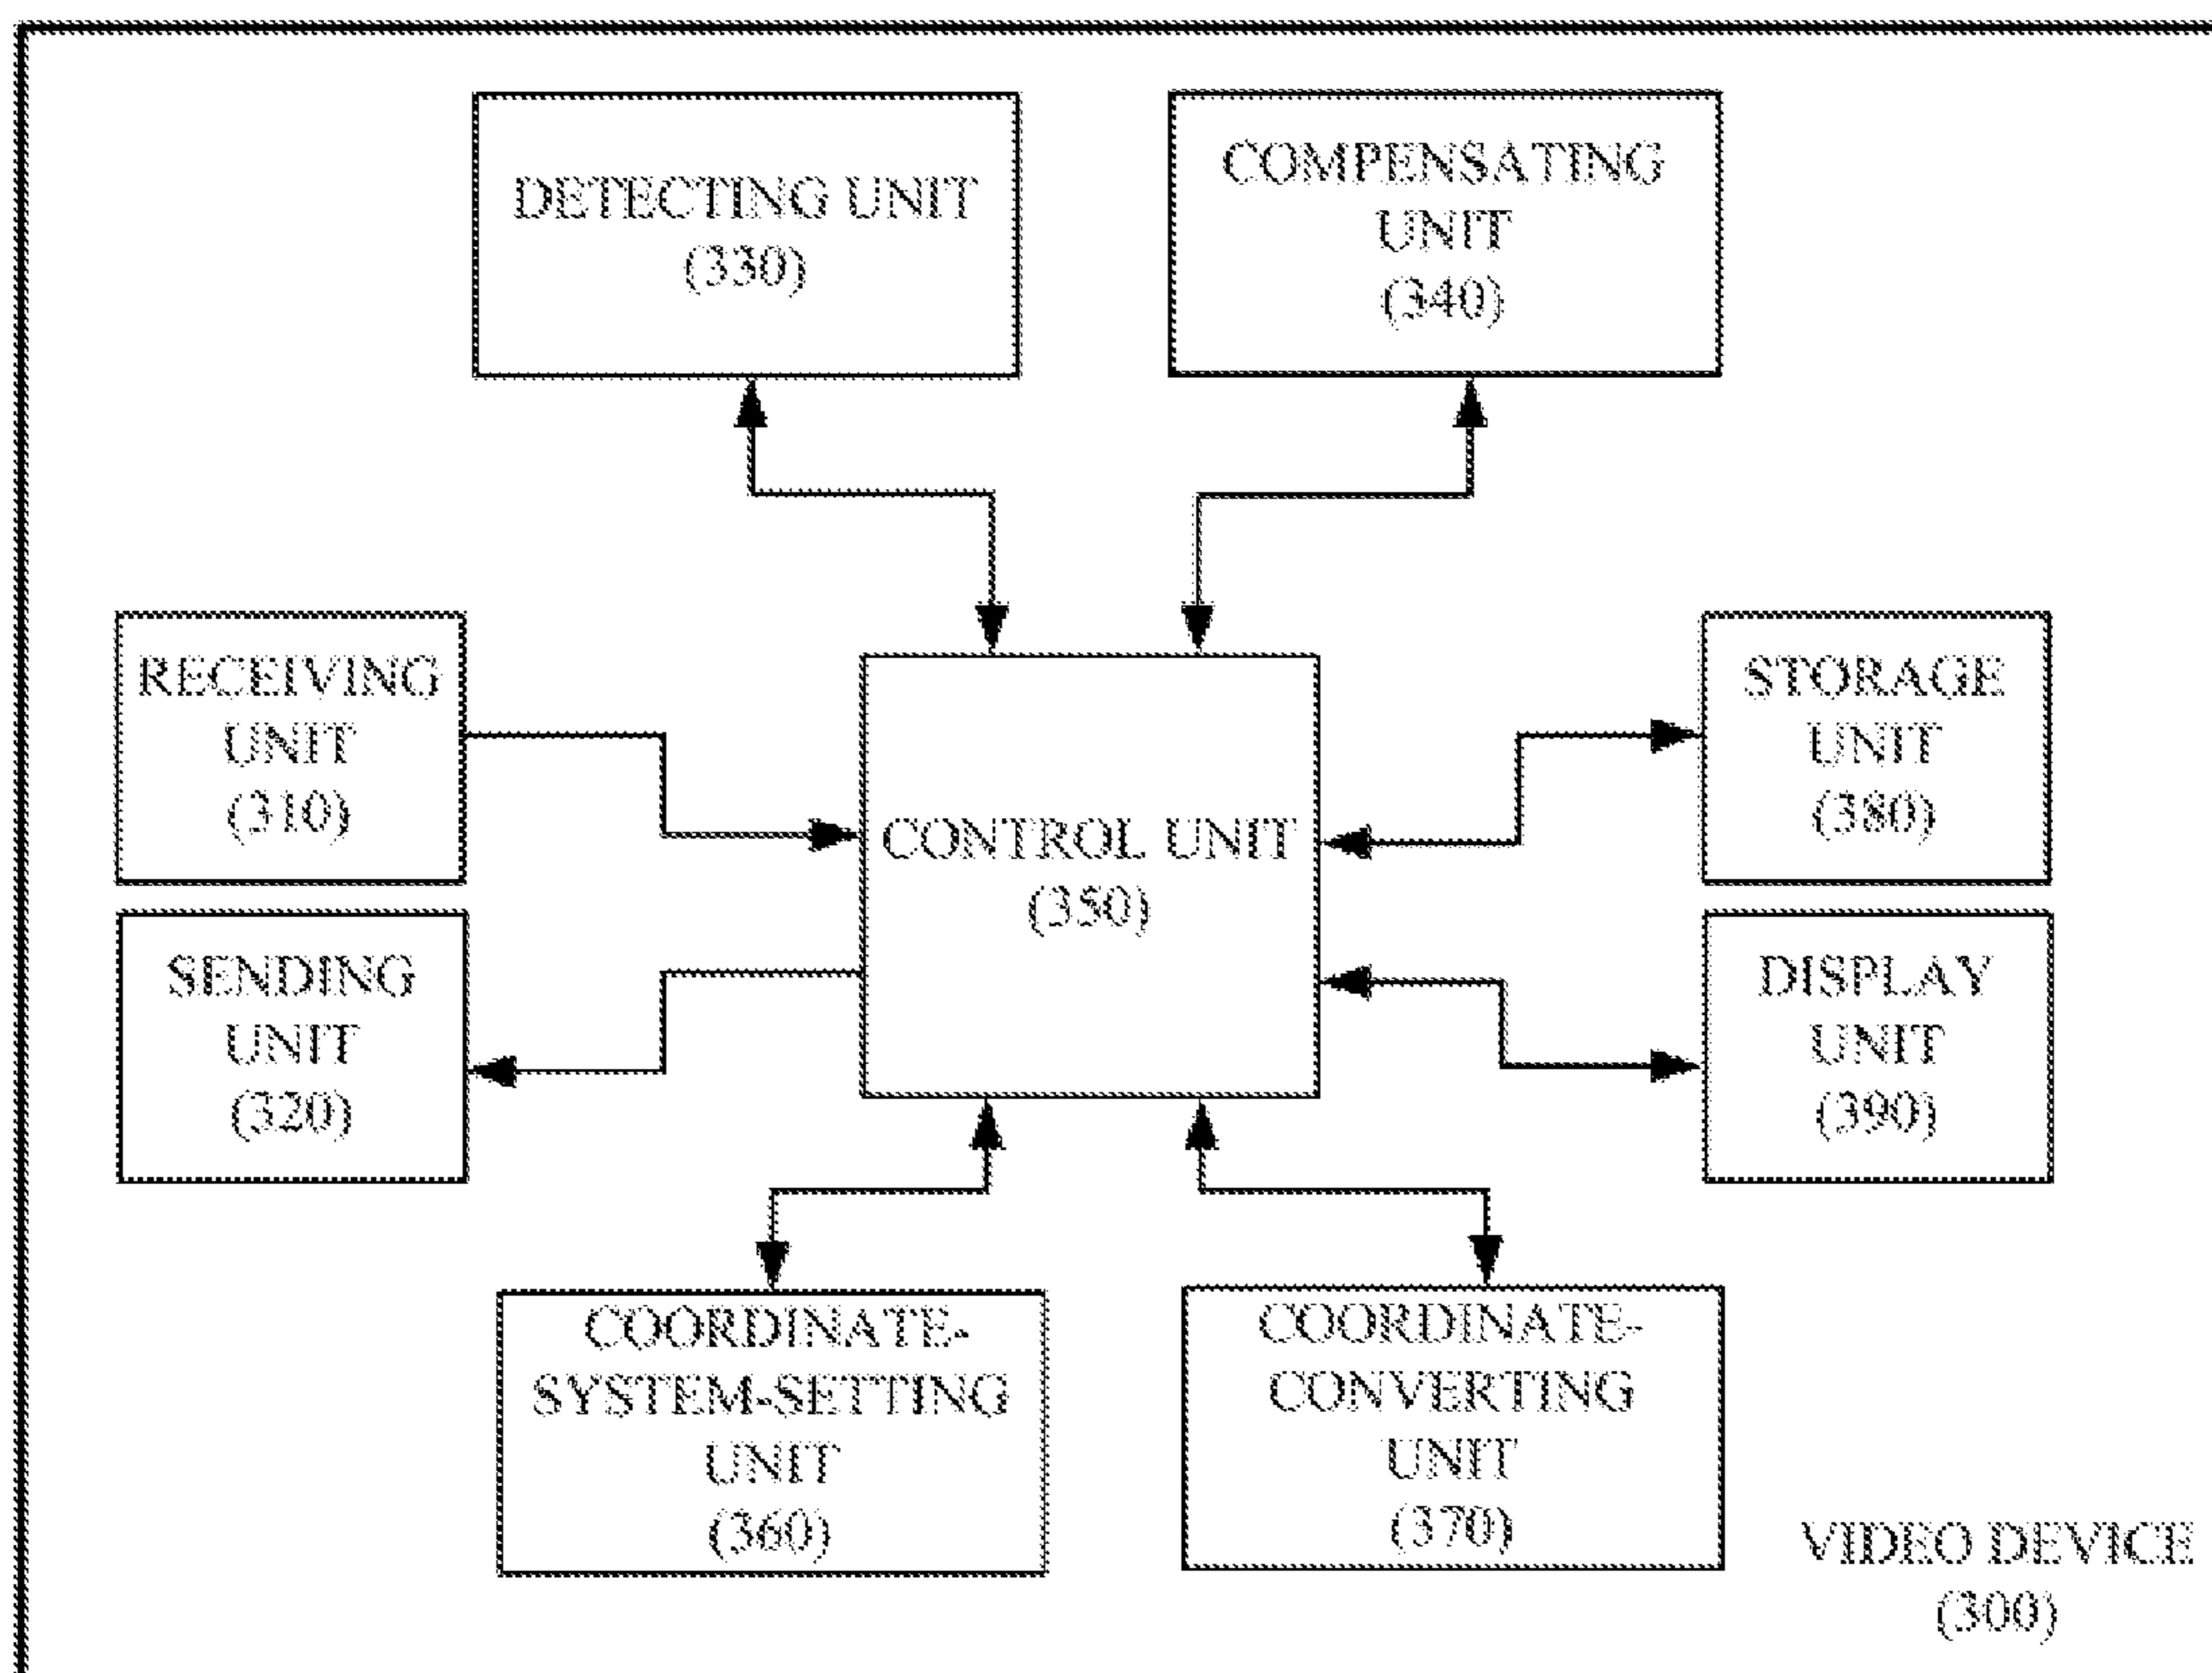 DETECTING UNIT
(330)
COMPENSATING
UNIT
(340)
RECEIVING
UNIT
(310)
STORAGE
UNIT
(380)
CONTROL UNIT
(350)
SENDING
UNIT
(320)
DISPLAY
UNIT
(390)
COORDINATE-
SYSTEM-SETTING
UNIT
(360)
COORDINATE-
CONVERTING
UNIT
(370)
VIDEO DEVICE
(300)